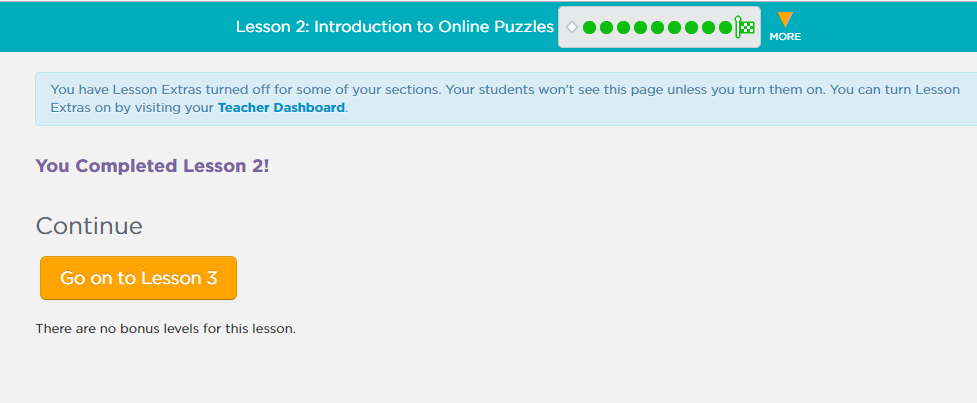 Lesson 2: Introduction to Online Puzzles
MORE
You have Lesson Extras turned off for some of your sections. Your students won't see this page unless you turn them on. You can turn Lesson
Extras on by visiting your Teacher Dashboard.
You Completed Lesson 2!
Continue
Go on to Lesson 3
There are no bonus levels for this lesson.